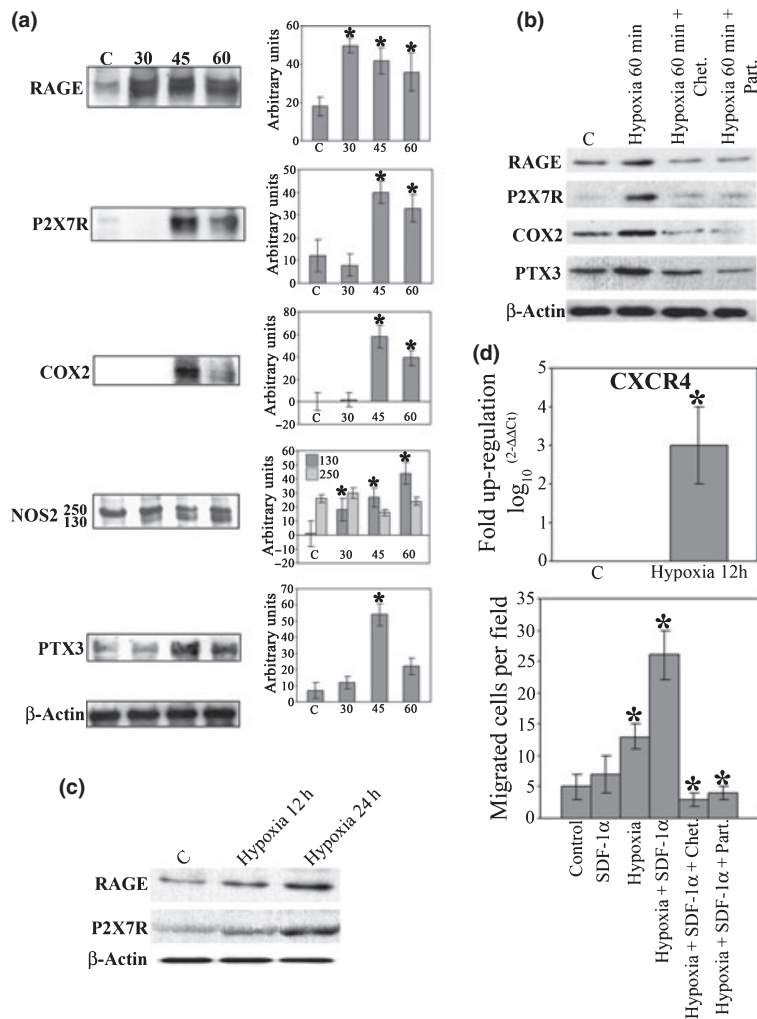 (a)
C 30 45 60
RAGE
Arbitrary units
60
40
20
0
* * *
C 30 45 60
P2X7R
Arbitrary units
50
40
30
20
10
0
* *
C 30 45 60
COX2
Arbitrary units
80
60
40
20
0
–20
* *
C 30 45 60
NOS2 250
130
Arbitrary units
60
50
40
30
20
10
0
–10
–20
130
250
* * *
C 30 45 60
PTX3
Arbitrary units
70
60
50
40
30
20
10
0
*
C 30 45 60
β-Actin
(b)
C
Hypoxia 60 min
Hypoxia 60 min +
Chet.
Hypoxia 60 min +
Part.
RAGE
P2X7R
COX2
PTX3
β-Actin
(c)
C
Hypoxia 12 h
Hypoxia 24 h
RAGE
P2X7R
β-Actin
(d)
CXCR4
Fold up-regulation
log10 (2-ΔΔCt)
5
4
3
2
1
0
*
C Hypoxia 12h
Migrated cells per field
35
30
25
20
15
10
5
0
* * * *
Control
SDF-1α
Hypoxia
Hypoxia + SDF-1α
Hypoxia + SDF-1α + Chet.
Hypoxia + SDF-1α + Part.